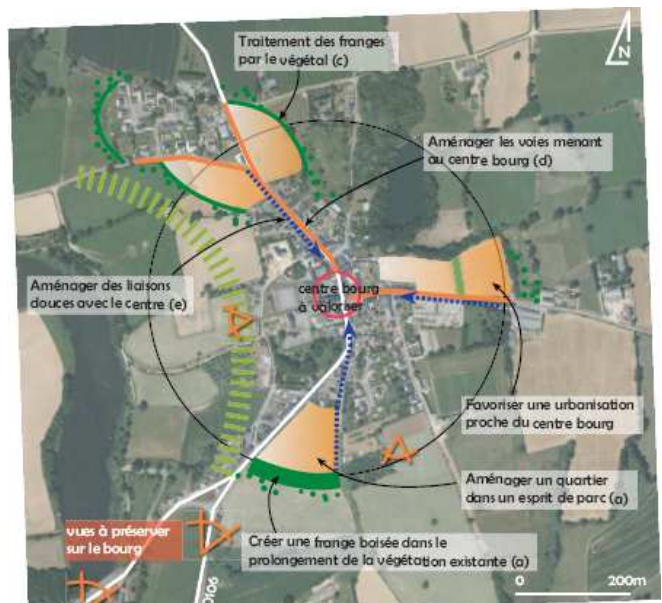 Traitement des franges
par le végétal (c)
N
Aménager les voies menant
au centre bourg (d)
Aménager des liaisons
douces avec le centre (e)
centre bourg
à valoriser
Favoriser une urbanisation
proche du centre bourg
Aménager un quartier
dans un esprit de parc (a)
vues à préserver
sur le bourg
Créer une frange boisée dans le
prolongement de la végétation existante (a)
D106
0 200m